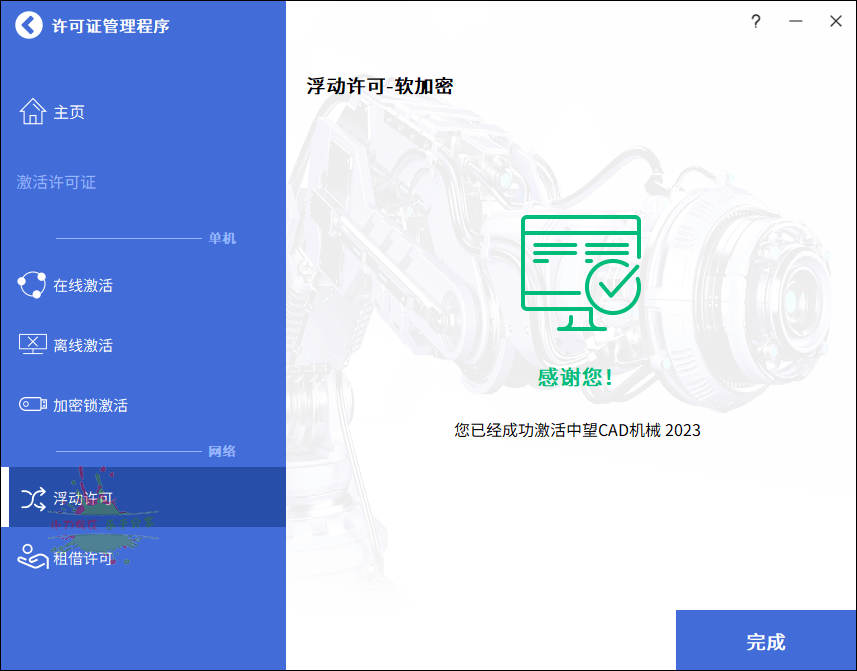 许可证管理程序
?
主页
激活许可证
单机
在线激活
离线激活
加密锁激活
网络
浮动许可
租借许可
浮动许可-软加密
感谢您！
您已经成功激活中望CAD机械 2023
完成